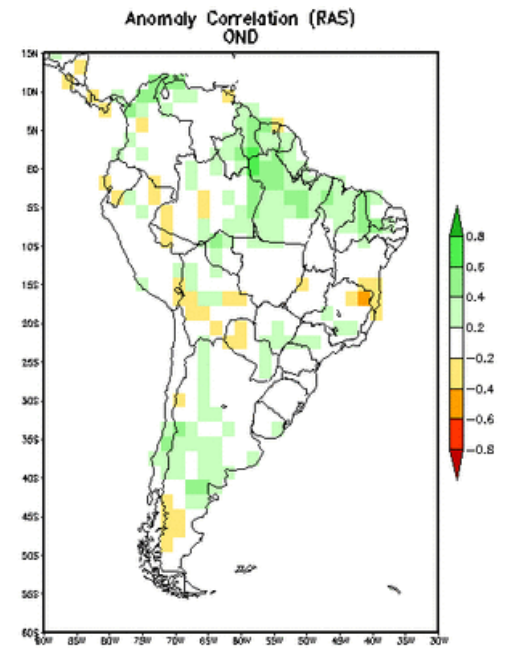 Anomaly Correlation (RAS)
OND
15N
10N
5N
EQ
5S
10S
15S
20S
25S
30S
35S
40S
45S
50S
55S
60S
90W 85W 80W 75W 70W 65W 60W 55W 50W 45W 40W 35W 30W
0.8
0.5
0.4
0.2
-0.2
-0.4
-0.6
-0.8